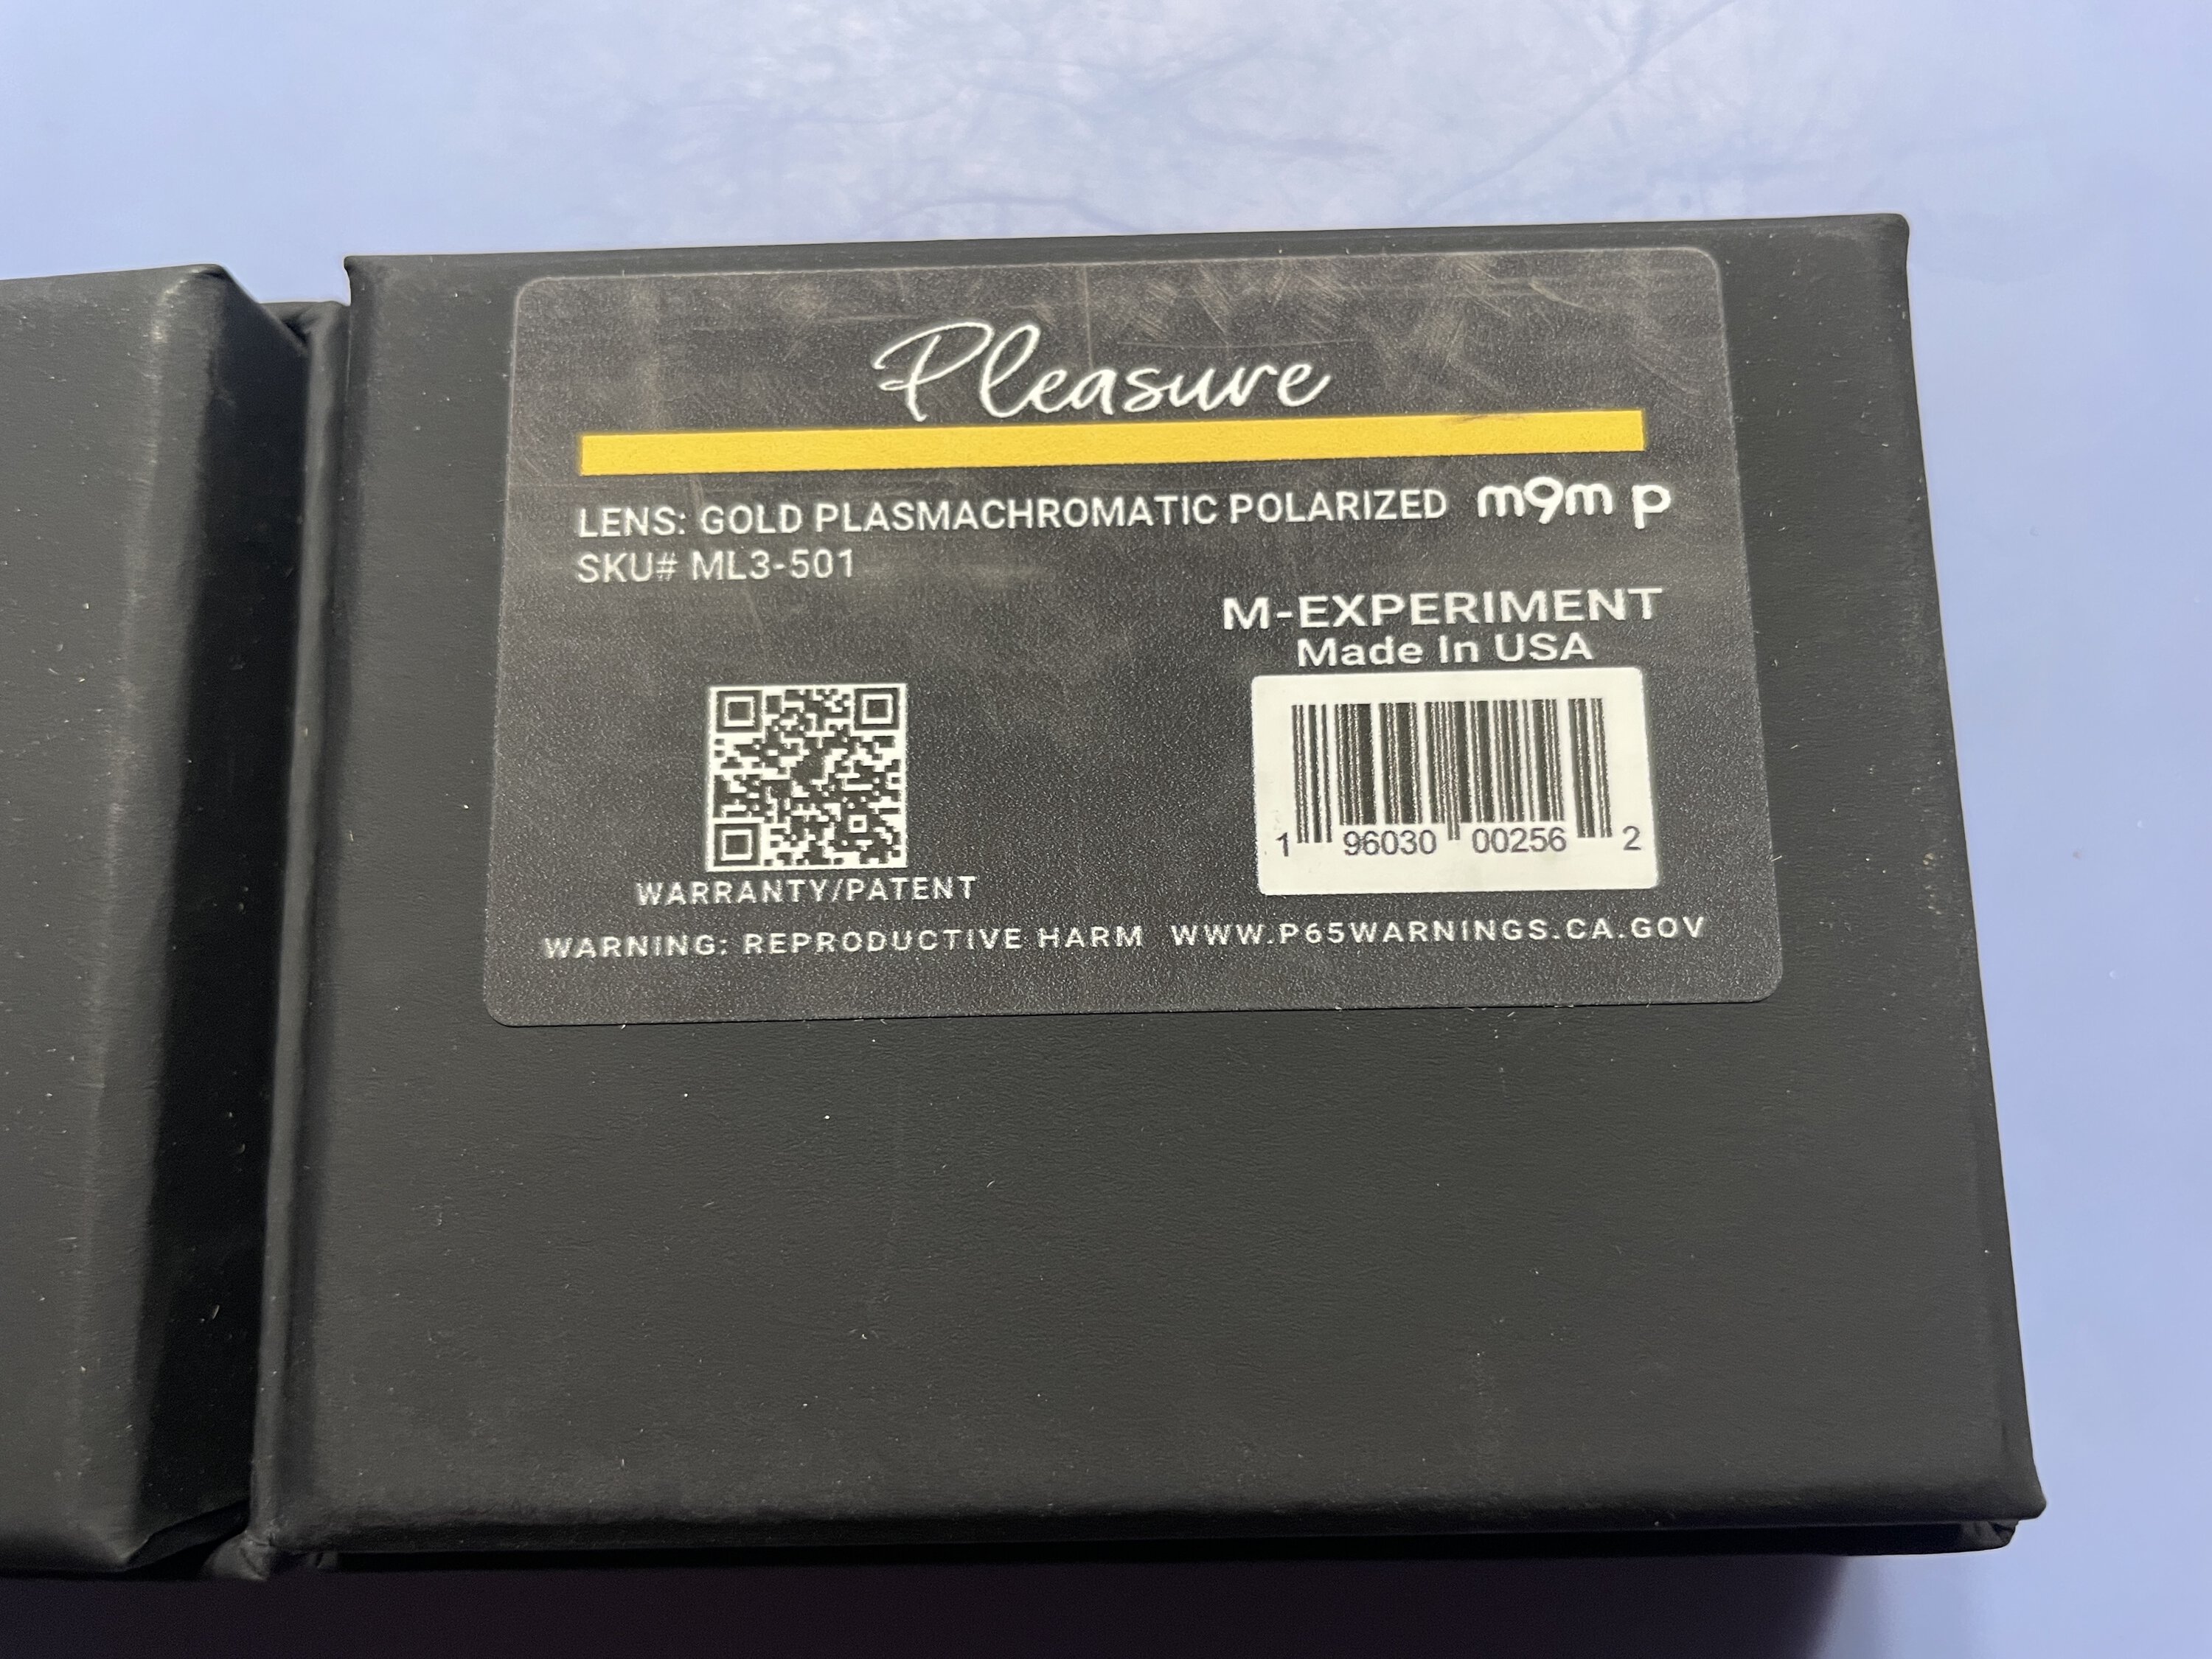 Pleasure
LENS: GOLD PLASMACHROMATIC POLARIZED m9m p
SKU# ML3-501
M-EXPERIMENT
Made In USA
1 96030 00256 2
WARRANTY/PATENT
WARNING: REPRODUCTIVE HARM WWW.P65WARNINGS.CA.GOV